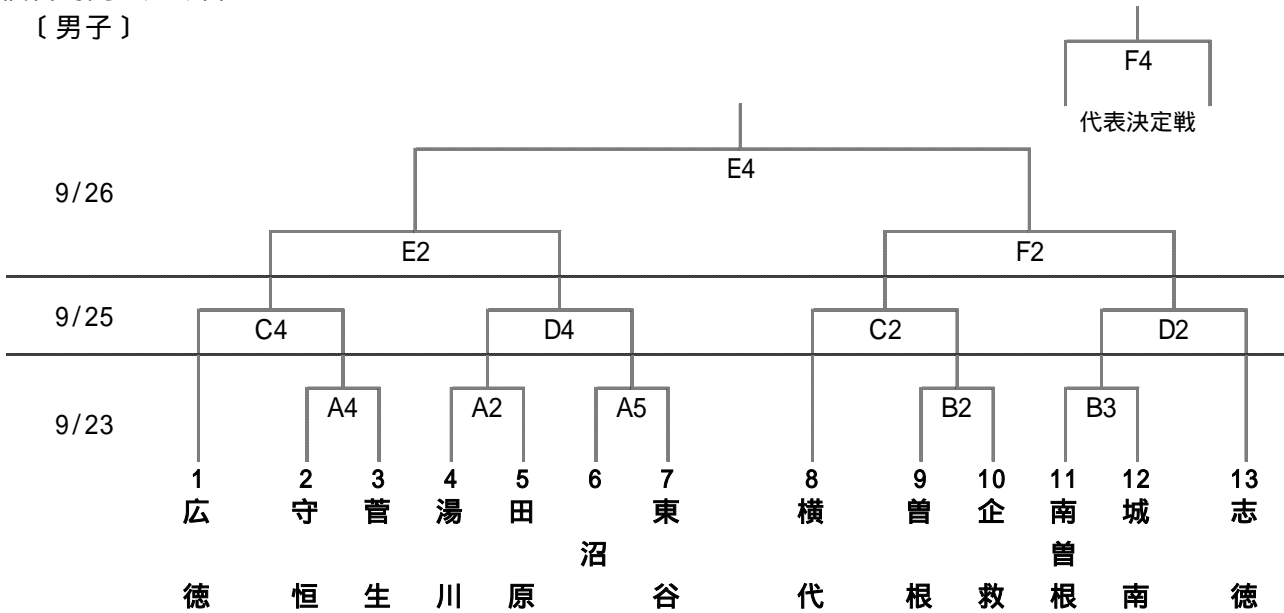 〔 男子 〕
F4
代表決定戦
E4
9/26
E2 F2
9/25
C4 D4 C2 D2
A4 A2 A5 B2 B3
9/23
1 2 3 4 5 6 7 8 9 10 11 12 13
広徳 守恒 菅生 湯川 田原 沼 東谷 横代 曽根 企救 南曽根 城南 志徳